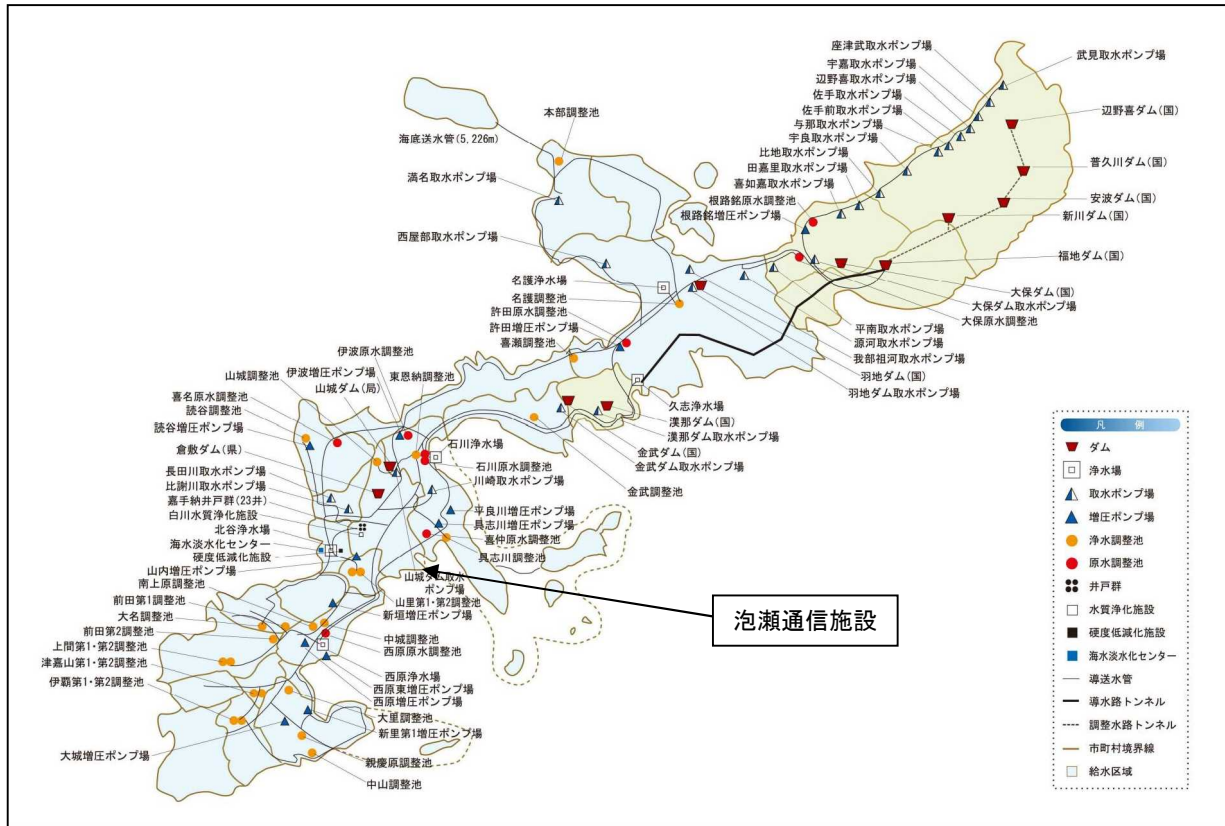 座津武取水ポンプ場
宇嘉取水ポンプ場
辺野喜取水ポンプ場
佐手取水ポンプ場
佐手前取水ポンプ場
与那取水ポンプ場
宇良取水ポンプ場
比地取水ポンプ場
田嘉里取水ポンプ場
喜如嘉取水ポンプ場
根路銘原水調整池
根路銘増圧ポンプ場
武見取水ポンプ場
辺野喜ダム(国)
普久川ダム(国)
安波ダム(国)
新川ダム(国)
福地ダム(国)
大保ダム(国)
大保ダム取水ポンプ場
大保原水調整池
平南取水ポンプ場
源河取水ポンプ場
我部祖河取水ポンプ場
羽地ダム(国)
羽地ダム取水ポンプ場
本部調整池
海底送水管(5,226m)
満名取水ポンプ場
西屋部取水ポンプ場
名護浄水場
名護調整池
許田原水調整池
許田増圧ポンプ場
喜瀬調整池
久志浄水場
漢那ダム(国)
漢那ダム取水ポンプ場
金武ダム(国)
金武ダム取水ポンプ場
金武調整池
伊波原水調整池
伊波増圧ポンプ場
東恩納調整池
山城調整池
山城ダム(局)
喜名原水調整池
読谷調整池
読谷増圧ポンプ場
倉敷ダム(県)
長田川取水ポンプ場
比謝川取水ポンプ場
嘉手納井戸群(23井)
白川水質浄化施設
北谷浄水場
海水淡水化センター
硬度低減化施設
山内増圧ポンプ場
南上原調整池
前田第1調整池
大名調整池
前田第2調整池
上間第1・第2調整池
津嘉山第1・第2調整池
伊覇第1・第2調整池
大城増圧ポンプ場
石川浄水場
石川原水調整池
川崎取水ポンプ場
平良川増圧ポンプ場
具志川増圧ポンプ場
喜仲原水調整池
具志川調整池
山城ダム取水
ポンプ場
山里第1・第2調整池
新垣増圧ポンプ場
中城調整池
西原原水調整池
西原浄水場
西原東増圧ポンプ場
西原増圧ポンプ場
大里調整池
新里第1増圧ポンプ場
親慶原調整池
中山調整池
泡瀬通信施設
凡 例
ダム
浄水場
取水ポンプ場
増圧ポンプ場
浄水調整池
原水調整池
井戸群
水質浄化施設
硬度低減化施設
海水淡水化センター
導送水管
導水路トンネル
調整水路トンネル
市町村境界線
給水区域